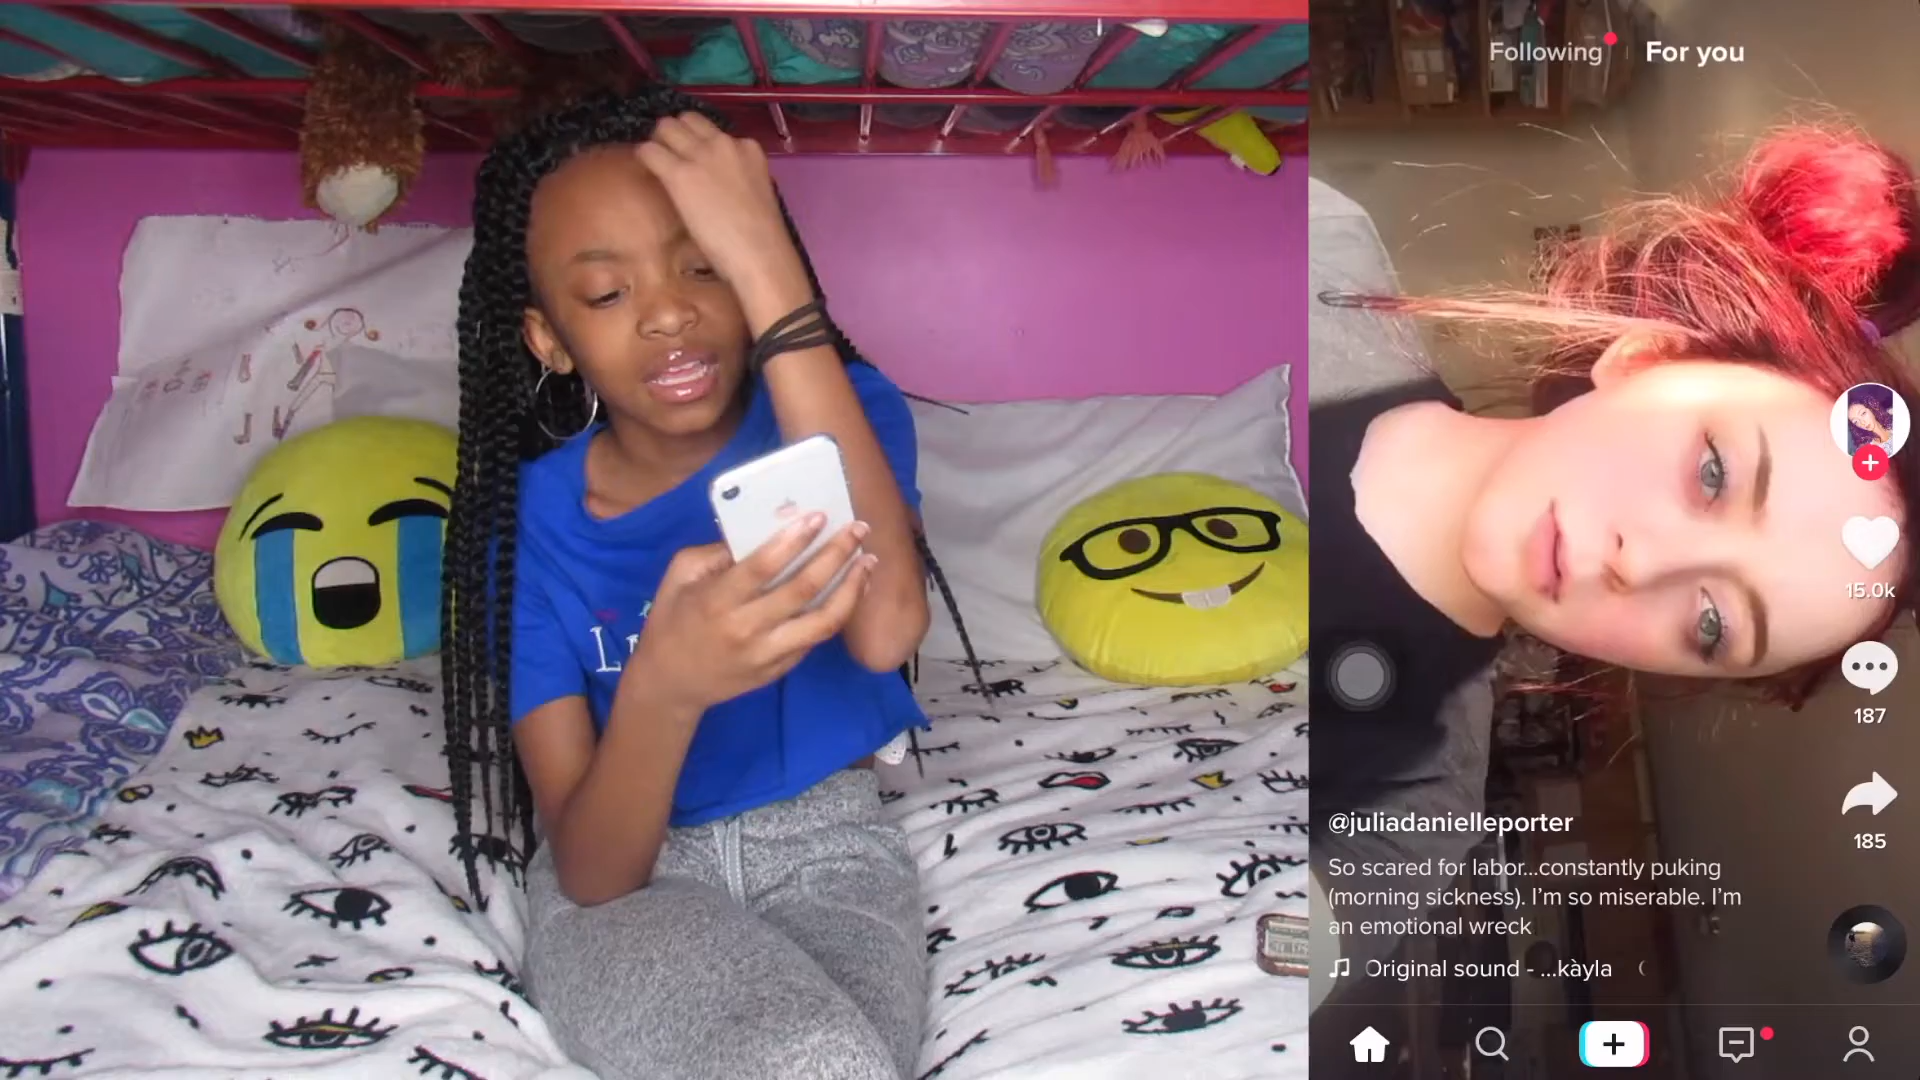 Following
For you
15.0k
187
185
@juliadanielleporter
So scared for labor...constantly puking
(morning sickness). I'm so miserable. I'm
an emotional wreck
Original sound - ...kàyla